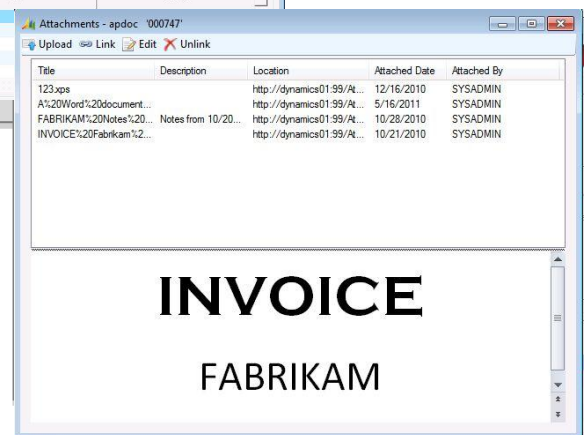 Attachments - apdoc '000747'
Upload Link Edit Unlink
Title Description Location Attached Date Attached By
123.xps http://dynamics01:99/At... 12/16/2010 SYSADMIN
A%20Word%20document... http://dynamics01:99/At... 5/16/2011 SYSADMIN
FABRIKAM%20Notes%20... Notes from 10/20... http://dynamics01:99/At... 10/28/2010 SYSADMIN
INVOICE%20Fabrikam%2... http://dynamics01:99/At... 10/21/2010 SYSADMIN
INVOICE
FABRIKAM